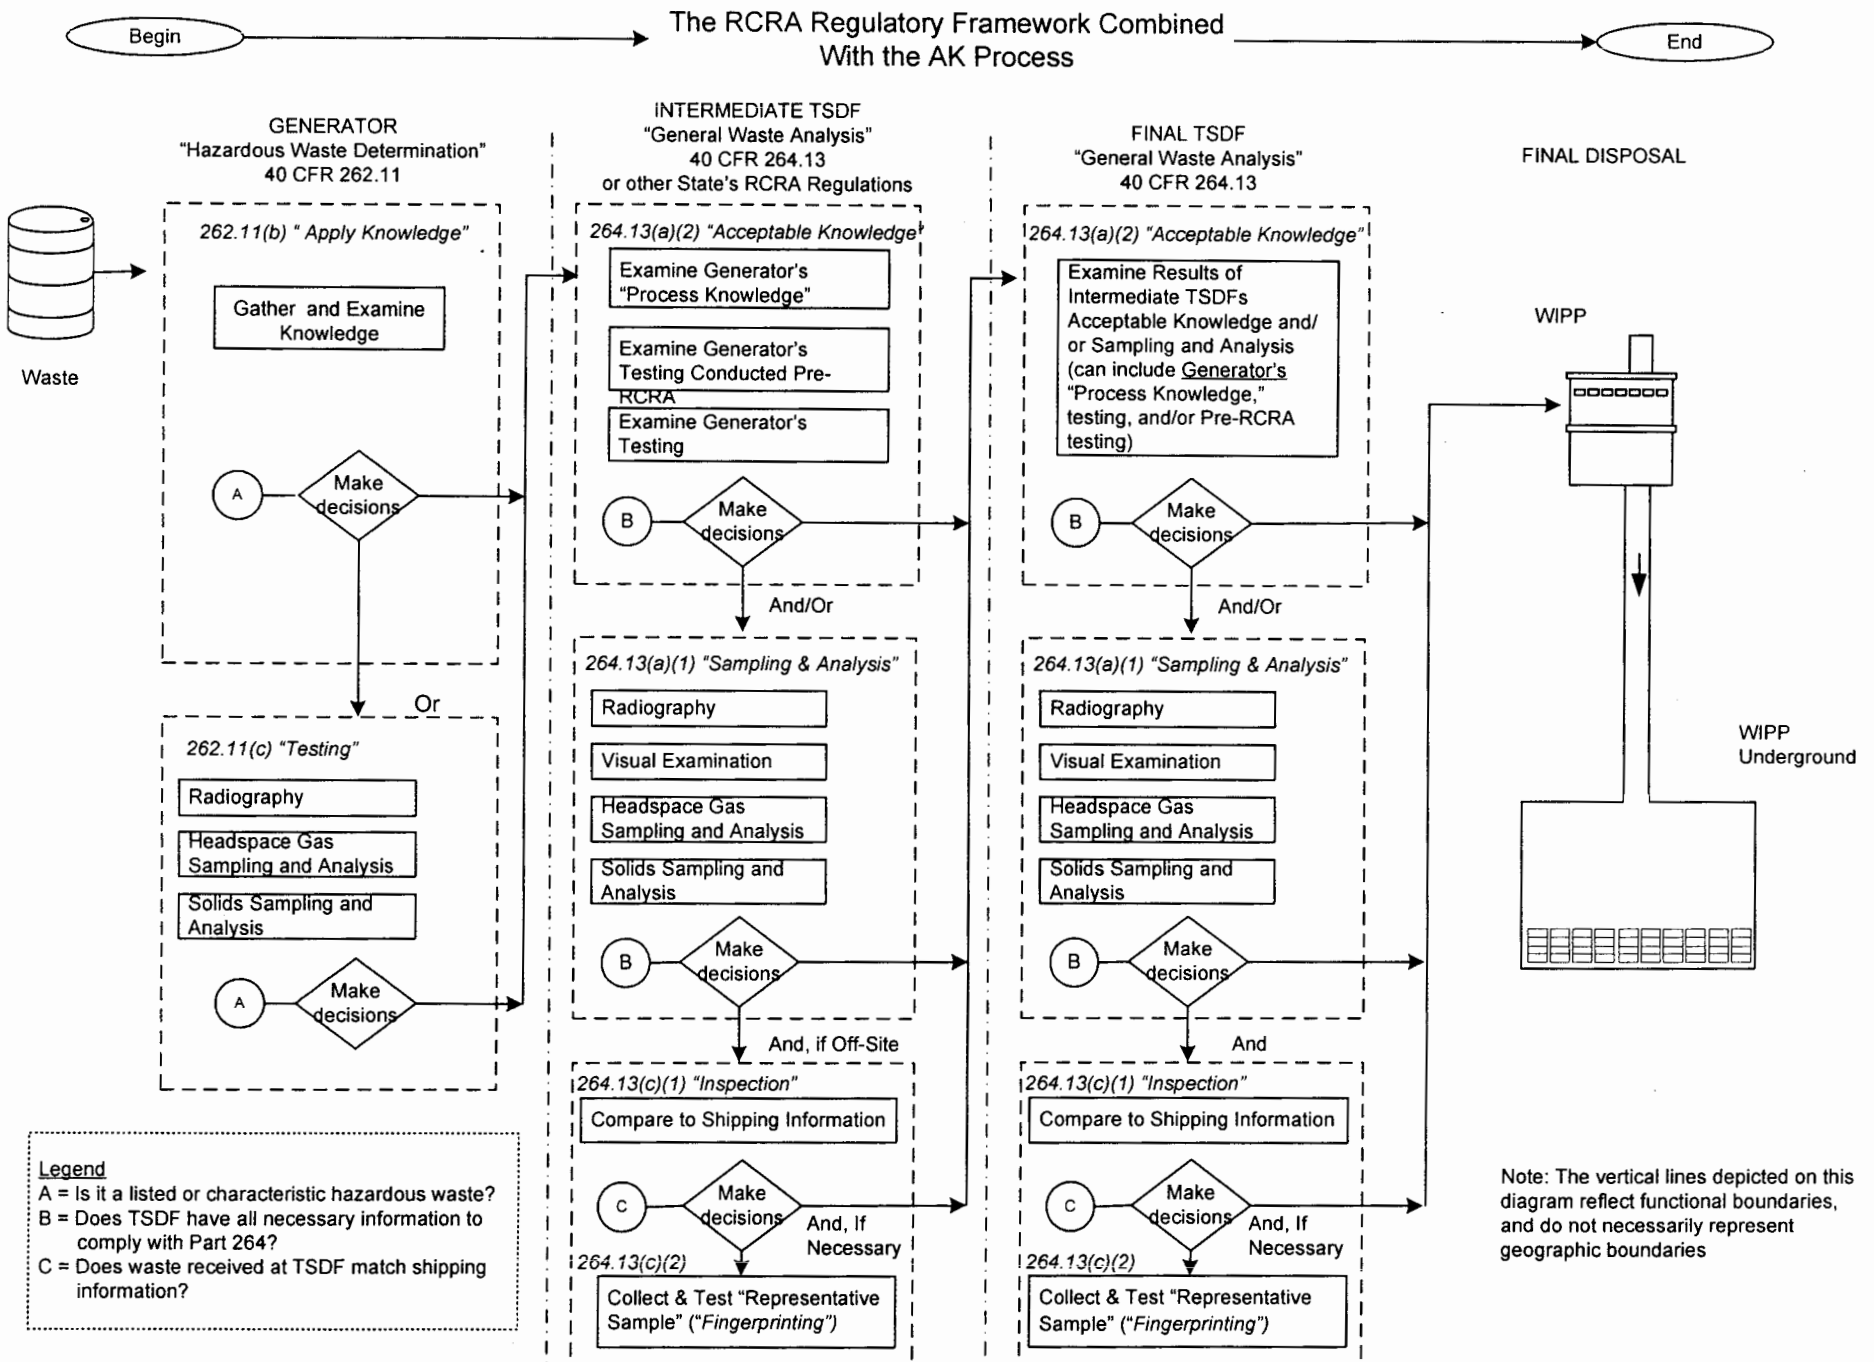 Begin
The RCRA Regulatory Framework Combined
With the AK Process
End
GENERATOR
"Hazardous Waste Determination"
40 CFR 262.11
INTERMEDIATE TSDF
"General Waste Analysis"
40 CFR 264.13
or other State's RCRA Regulations
FINAL TSDF
"General Waste Analysis"
40 CFR 264.13
FINAL DISPOSAL
Waste
262.11(b) " Apply Knowledge"
Gather and Examine
Knowledge
A
Make
decisions
Or
262.11(c) "Testing"
Radiography
Headspace Gas
Sampling and Analysis
Solids Sampling and
Analysis
A
Make
decisions
264.13(a)(2) "Acceptable Knowledge"
Examine Generator's
"Process Knowledge"
Examine Generator's
Testing Conducted Pre-
RCRA
Examine Generator's
Testing
B
Make
decisions
And/Or
264.13(a)(1) "Sampling & Analysis"
Radiography
Visual Examination
Headspace Gas
Sampling and Analysis
Solids Sampling and
Analysis
B
Make
decisions
And, if Off-Site
264.13(c)(1) "Inspection"
Compare to Shipping Information
C
Make
decisions
And, If
Necessary
264.13(c)(2)
Collect & Test "Representative
Sample" ("Fingerprinting")
264.13(a)(2) "Acceptable Knowledge"
Examine Results of
Intermediate TSDFs
Acceptable Knowledge and/
or Sampling and Analysis
(can include Generator's
"Process Knowledge,"
testing, and/or Pre-RCRA
testing)
B
Make
decisions
And/Or
264.13(a)(1) "Sampling & Analysis"
Radiography
Visual Examination
Headspace Gas
Sampling and Analysis
Solids Sampling and
Analysis
B
Make
decisions
And
264.13(c)(1) "Inspection"
Compare to Shipping Information
C
Make
decisions
And, If
Necessary
264.13(c)(2)
Collect & Test "Representative
Sample" ("Fingerprinting")
WIPP
WIPP
Underground
Legend
A = Is it a listed or characteristic hazardous waste?
B = Does TSDF have all necessary information to
comply with Part 264?
C = Does waste received at TSDF match shipping
information?
Note: The vertical lines depicted on this
diagram reflect functional boundaries,
and do not necessarily represent
geographic boundaries